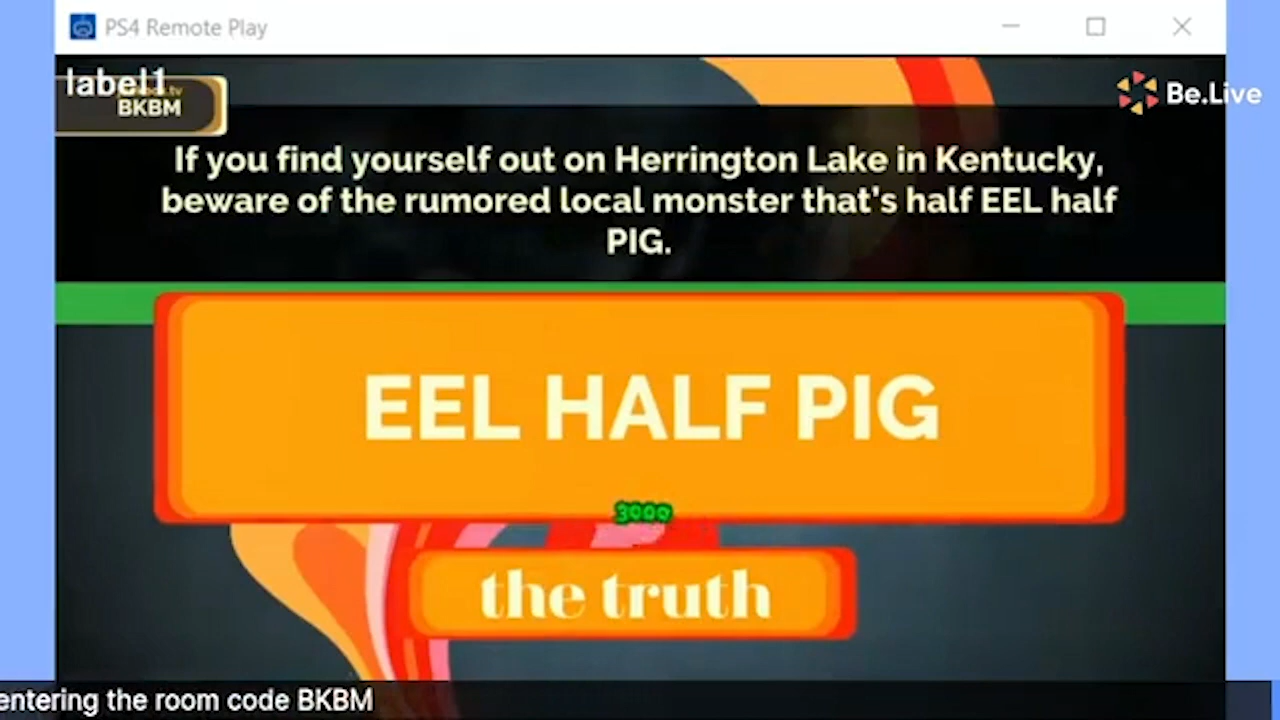 PS4 Remote Play
label1
BKBM
Be.Live
If you find yourself out on Herrington Lake in Kentucky,
beware of the rumored local monster that's half EEL half
PIG.
EEL HALF PIG
3000
the truth
entering the room code BKBM